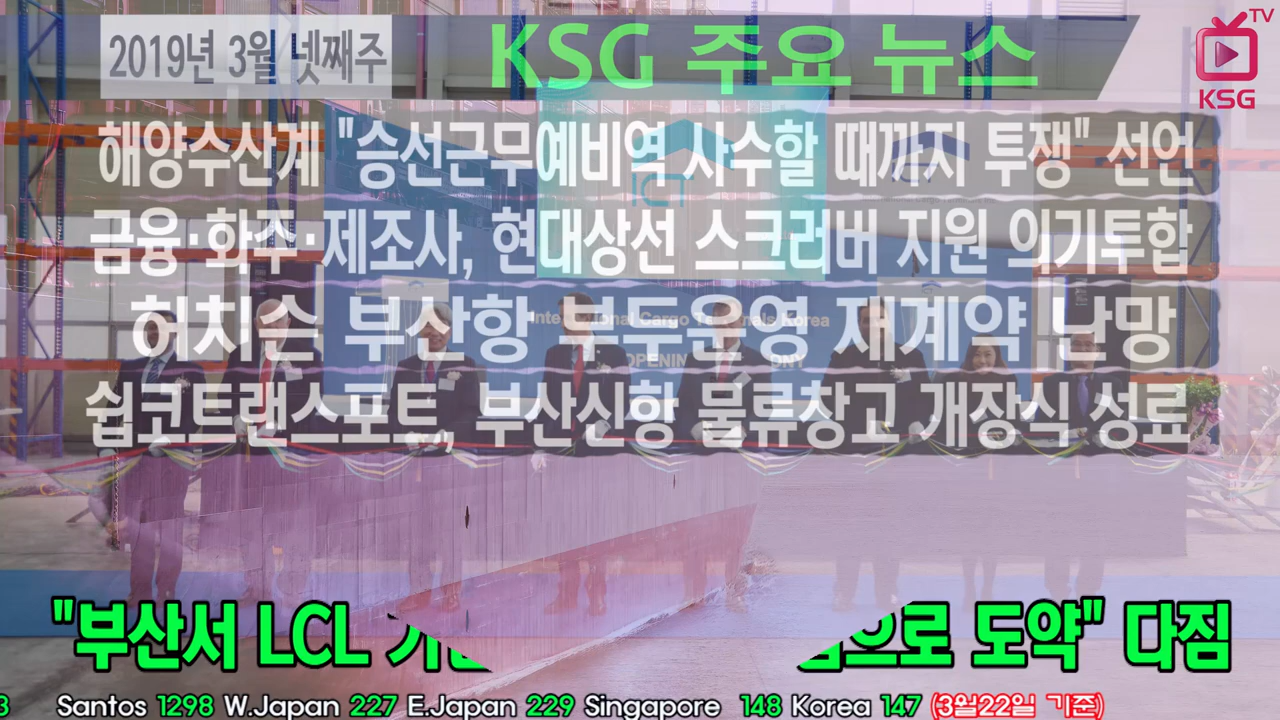 2019년 3월 넷째주
KSG 주요 뉴스
TV
KSG
해양수산계 "승선근무예비역 사수할 때까지 투쟁" 선언
금융·화주·제조사, 현대상선 스크러버 지원 의기투합
허치슨 부산항 부두운영 재계약 난망
International Cargo Terminals Korea
쉽코트랜스포트, 부산신항 물류창고 개장식 성료
"부산서 LCL 도약" 다짐
Santos 1298 W.Japan 227 E.Japan 229 Singapore 148 Korea 147 (3월22일 기준)